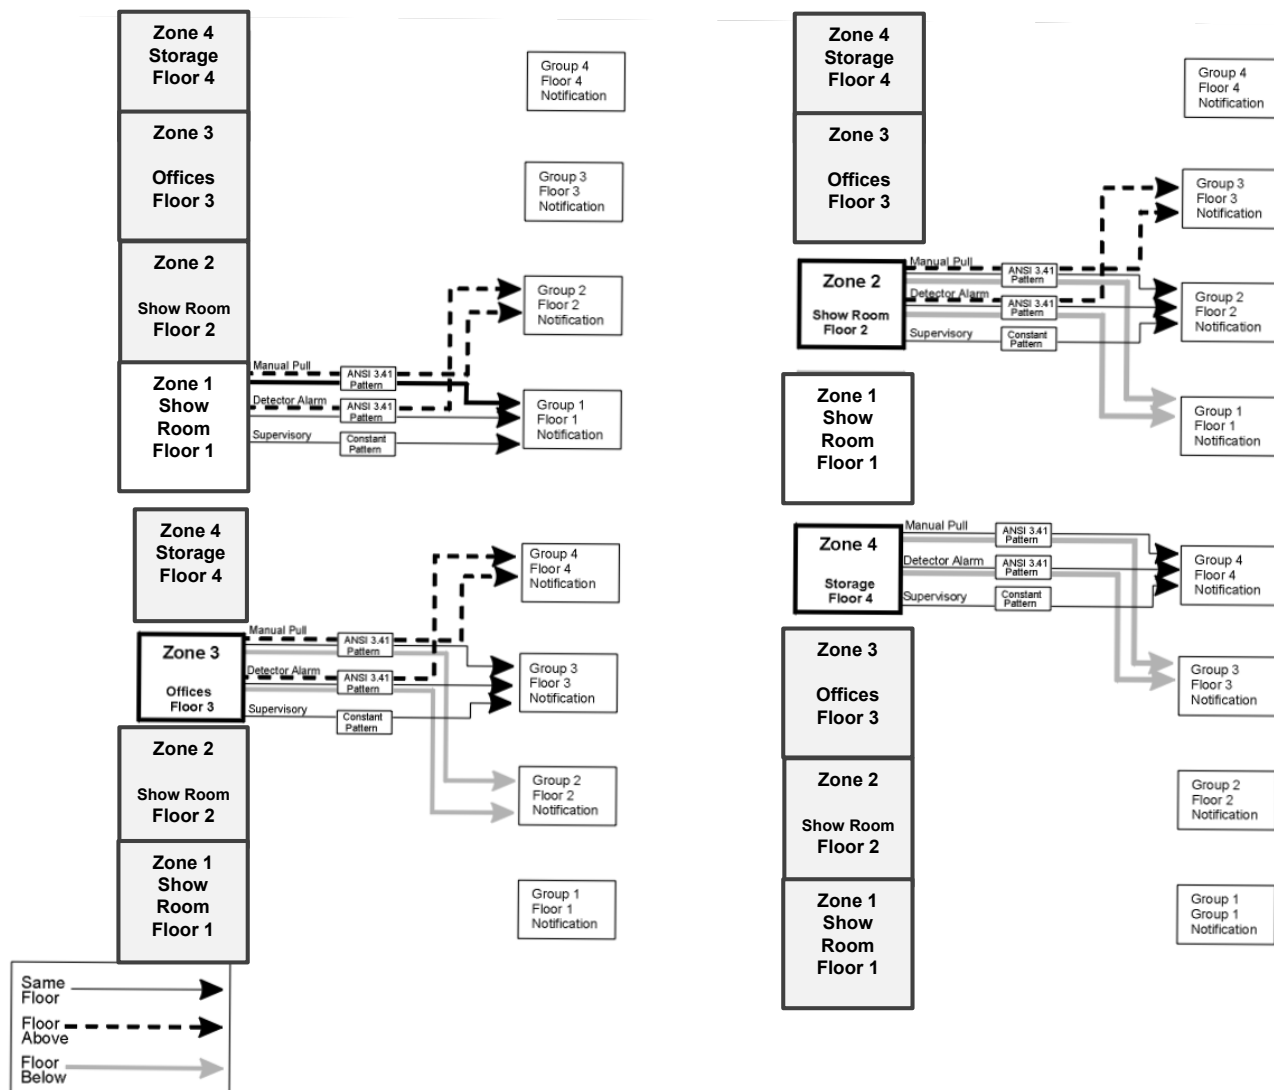 Zone 4
Storage
Floor 4
Zone 3
Offices
Floor 3
Zone 2
Show Room
Floor 2
Zone 1
Show
Room
Floor 1
Manual Pull
ANSI 3.41
Pattern
Detector Alarm
ANSI 3.41
Pattern
Supervisory
Constant
Pattern
Group 4
Floor 4
Notification
Group 3
Floor 3
Notification
Group 2
Floor 2
Notification
Group 1
Floor 1
Notification
Zone 4
Storage
Floor 4
Zone 3
Offices
Floor 3
Zone 2
Show Room
Floor 2
Manual Pull
ANSI 3.41
Pattern
Detector Alarm
ANSI 3.41
Pattern
Supervisory
Constant
Pattern
Zone 1
Show
Room
Floor 1
Group 4
Floor 4
Notification
Group 3
Floor 3
Notification
Group 2
Floor 2
Notification
Group 1
Floor 1
Notification
Zone 4
Storage
Floor 4
Zone 3
Offices
Floor 3
Manual Pull
ANSI 3.41
Pattern
Detector Alarm
ANSI 3.41
Pattern
Supervisory
Constant
Pattern
Zone 2
Show Room
Floor 2
Zone 1
Show
Room
Floor 1
Group 4
Floor 4
Notification
Group 3
Floor 3
Notification
Group 2
Floor 2
Notification
Group 1
Floor 1
Notification
Zone 4
Storage
Floor 4
Manual Pull
ANSI 3.41
Pattern
Detector Alarm
ANSI 3.41
Pattern
Supervisory
Constant
Pattern
Zone 3
Offices
Floor 3
Zone 2
Show Room
Floor 2
Zone 1
Show
Room
Floor 1
Group 4
Floor 4
Notification
Group 3
Floor 3
Notification
Group 2
Floor 2
Notification
Group 1
Group 1
Notification
Same
Floor
Floor
Above
Floor
Below